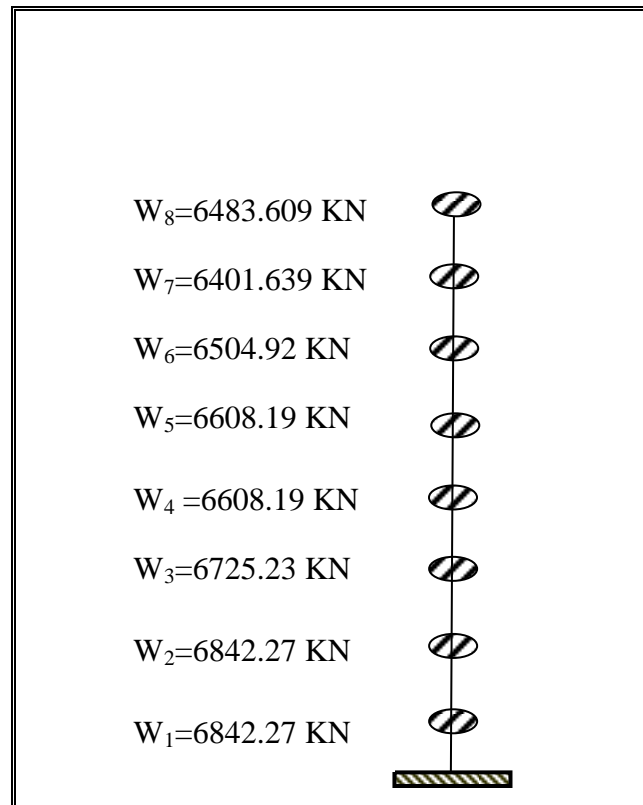 W₈=6483.609 KN
W₇=6401.639 KN
W₆=6504.92 KN
W₅=6608.19 KN
W₄ =6608.19 KN
W₃=6725.23 KN
W₂=6842.27 KN
W₁=6842.27 KN